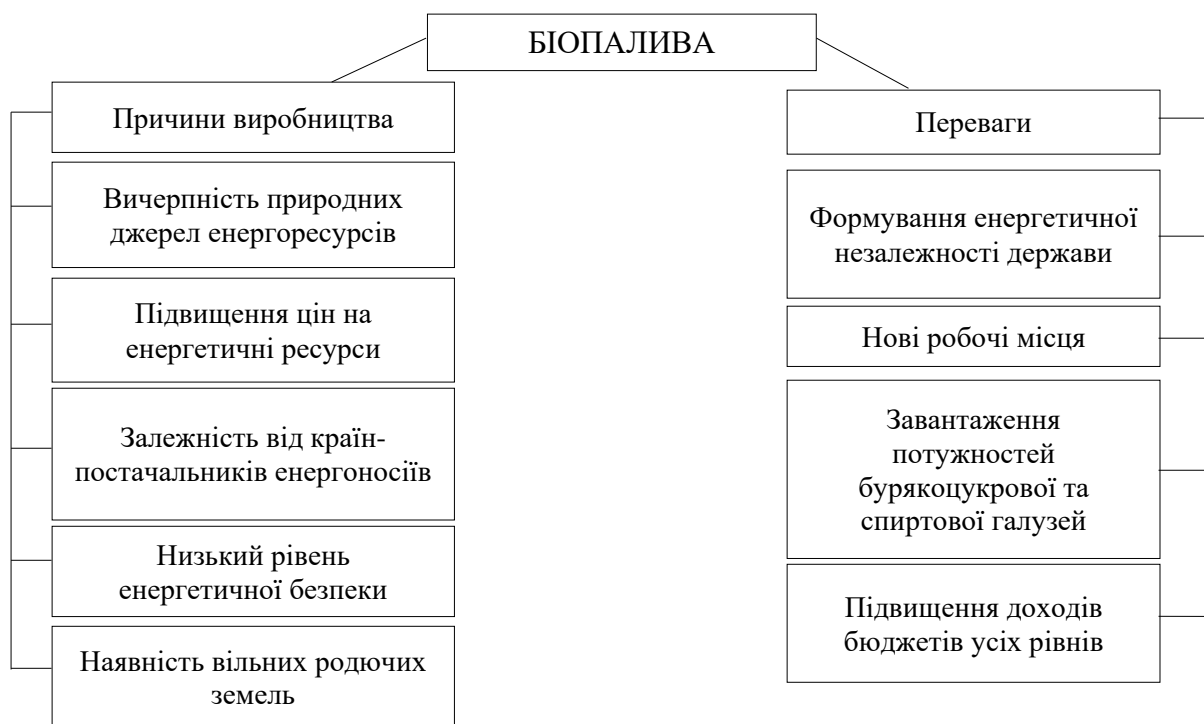 БІОПАЛИВА
Причини виробництва
Вичерпність природних
джерел енергоресурсів
Підвищення цін на
енергетичні ресурси
Залежність від країн-
постачальників енергоносіїв
Низький рівень
енергетичної безпеки
Наявність вільних родючих
земель
Переваги
Формування енергетичної
незалежності держави
Нові робочі місця
Завантаження
потужностей
бурякоцукрової та
спиртової галузей
Підвищення доходів
бюджетів усіх рівнів